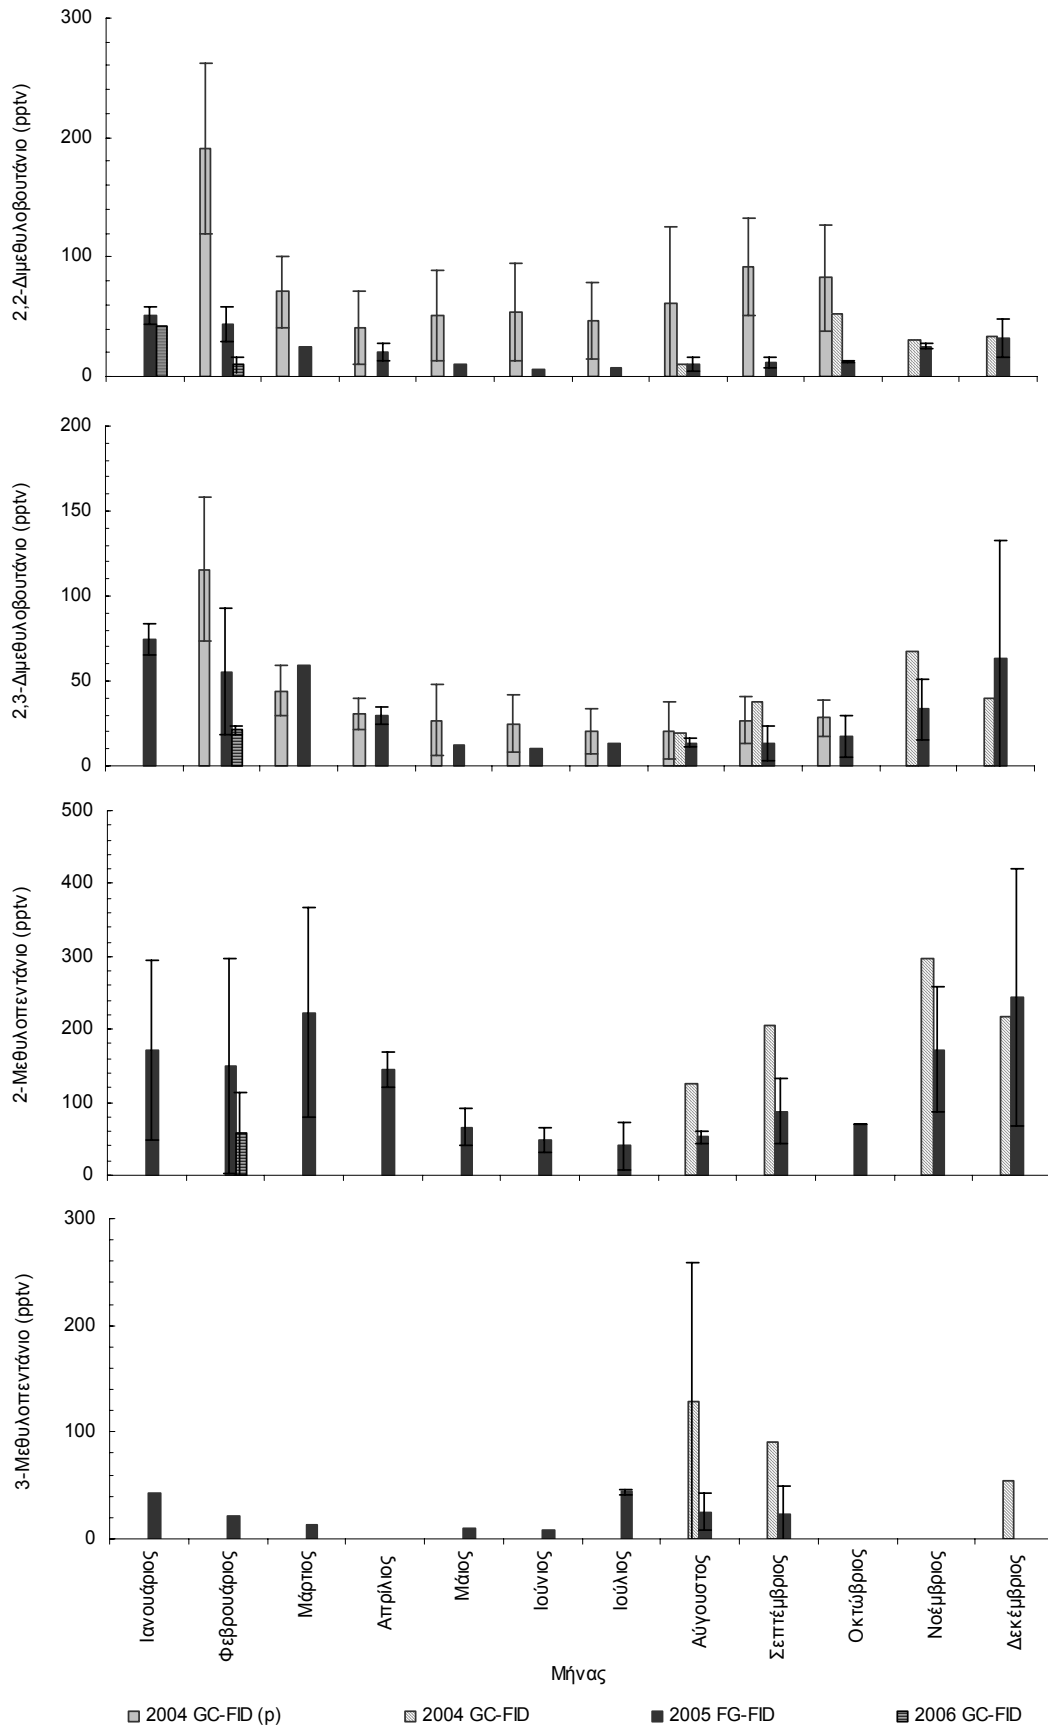 300
200
100
0
2,2-Διμεθυλοβουτάνιο (pptv)
200
150
100
50
0
2,3-Διμεθυλοβουτάνιο (pptv)
500
400
300
200
100
0
2-Μεθυλοπεντάνιο (pptv)
300
200
100
0
3-Μεθυλοπεντάνιο (pptv)
Ιανουάριος
Φεβρουάριος
Μάρτιος
Απρίλιος
Μάιος
Ιούνιος
Ιούλιος
Αύγουστος
Σεπτέμβριος
Οκτώβριος
Νοέμβριος
Δεκέμβριος
Μήνας
2004 GC-FID (p)
2004 GC-FID
2005 FG-FID
2006 GC-FID